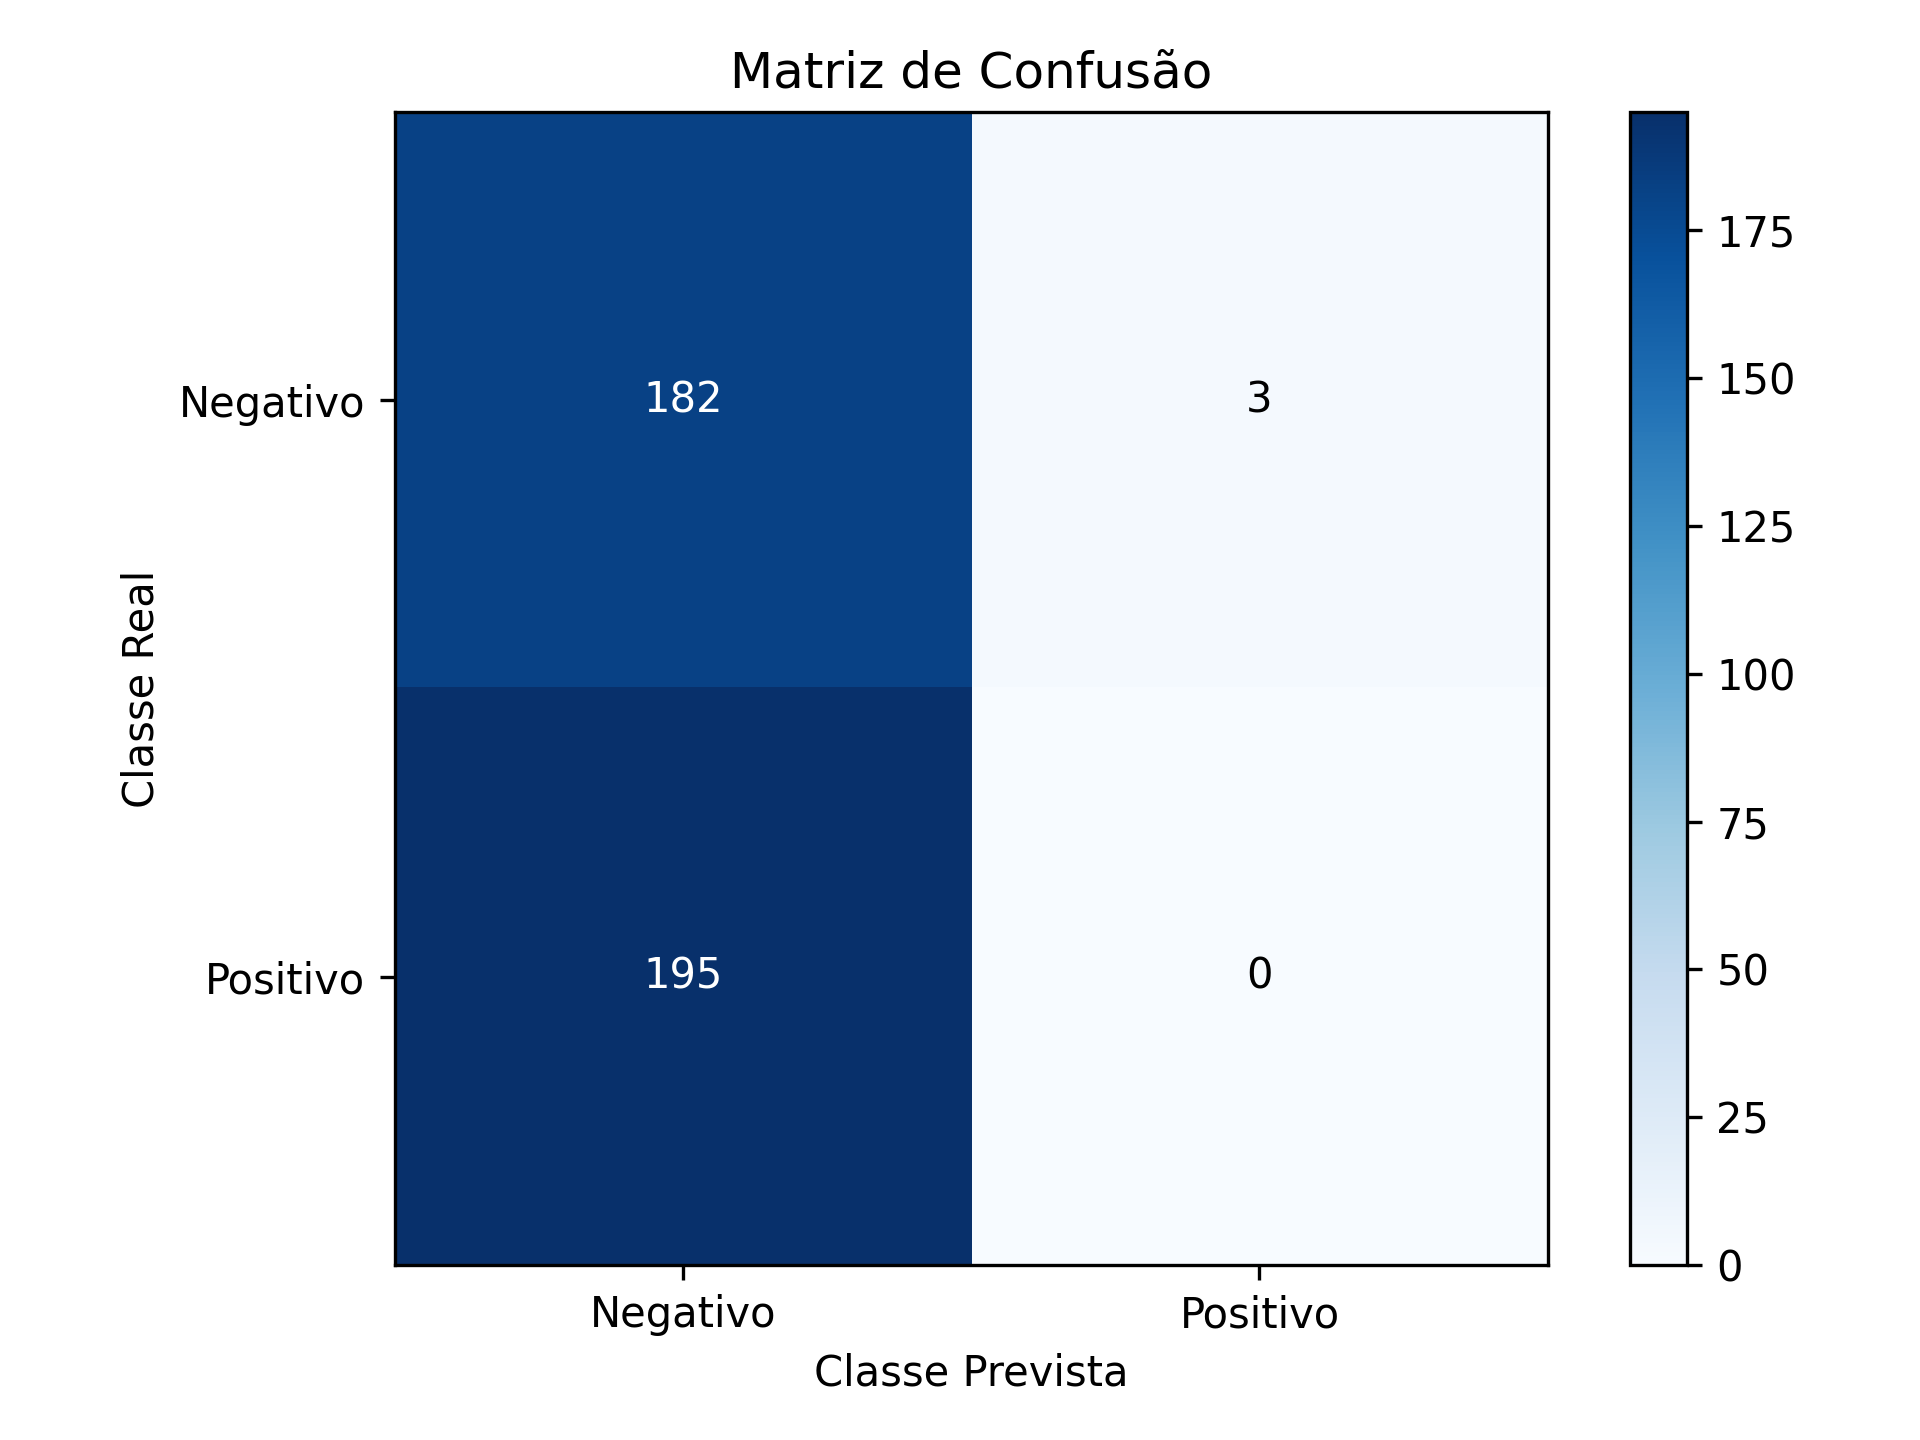 Matriz de Confusão
Classe Real
Negativo
182
3
Positivo
195
0
Negativo
Positivo
Classe Prevista
175
150
125
100
75
50
25
0